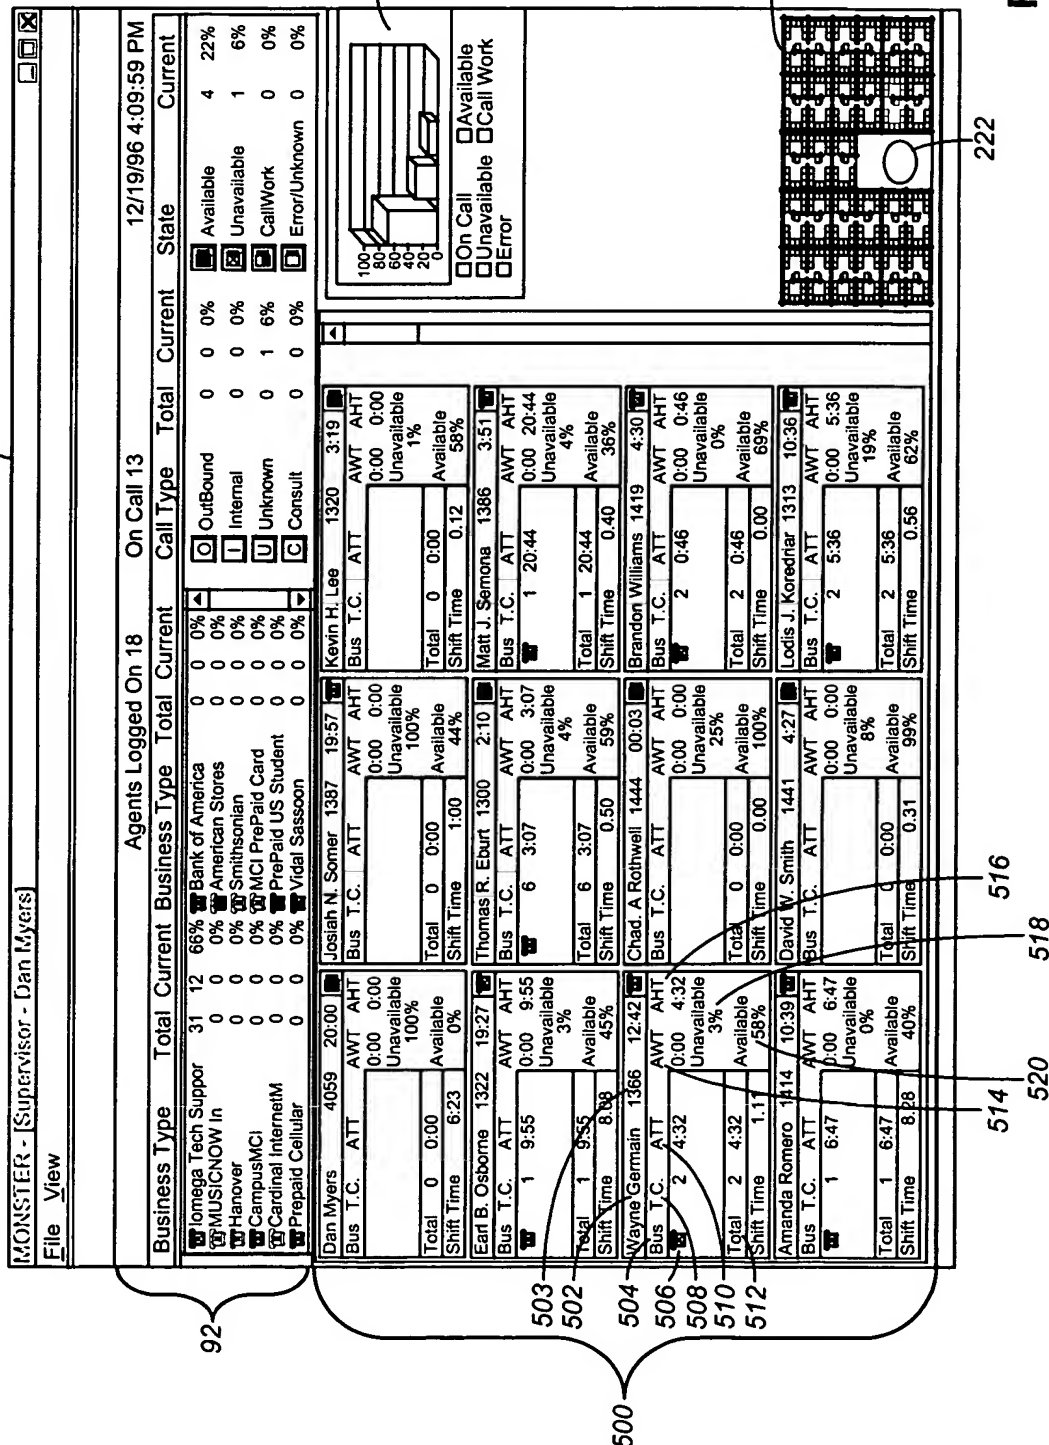 MONSTER - [Supervisor - Dan Myers]
File View
Agents Logged On 18 On Call 13 12/19/96 4:09:59 PM
Business Type Total Current Business Type Total Current Call Type Total Current State Current
Iomega Tech Suppor 31 12 66% Bank of America 0 0 0% O OutBound 0 0 0% Available 4 22%
MUSICNOW In 0 0 0% American Stores 0 0 0% I Internal 0 0 0% Unavailable 1 6%
Hanover 0 0 0% Smithsonian 0 0 0% U Unknown 0 1 6% CallWork 0 0%
CampusMCI 0 0 0% MCI PrePaid Card 0 0 0% C Consult 0 0 0% Error/Unknown 0 0%
Cardinal InternetM 0 0 0% PrePaid US Student 0 0 0%
Prepaid Cellular 0 0 0% Vidal Sassoon 0 0 0%
92
Dan Myers 4059 20:00
Bus T.C. ATT AWT AHT
0:00 0:00
Unavailable
100%
Available
0%
Total 0 0:00
Shift Time 6:23
Josiah N. Somer 1387 19:57
Bus T.C. ATT AWT AHT
0:00 0:00
Unavailable
100%
Available
44%
Total 0 0:00
Shift Time 1:00
Kevin H. Lee 1320 3:19
Bus T.C. ATT AWT AHT
0:00 0:00
Unavailable
1%
Available
58%
Total 0 0:00
Shift Time 0.12
Earl B. Osborne 1322 19:27
Bus T.C. ATT AWT AHT
1 9:55 0:00 9:55
Unavailable
3%
Available
45%
Total 1 9:55
Shift Time 8.08
Thomas R. Eburt 1300 2:10
Bus T.C. ATT AWT AHT
6 3:07 0:00 3:07
Unavailable
4%
Available
59%
Total 6 3:07
Shift Time 0.50
Matt J. Semona 1386 3:51
Bus T.C. ATT AWT AHT
1 20:44 0:00 20:44
Unavailable
4%
Available
36%
Total 1 20:44
Shift Time 0.40
Wayne Germain 1366 12:42
Bus T.C. ATT AWT AHT
2 4:32 0:00 4:32
Unavailable
3%
Available
58%
Total 2 4:32
Shift Time 1.11
Chad. A Rothwell 1444 00:03
Bus T.C. ATT AWT AHT
0:00 0:00
Unavailable
25%
Available
100%
Total 0 0:00
Shift Time 0.00
Brandon Williams 1419 4:30
Bus T.C. ATT AWT AHT
2 0:46 0:00 0:46
Unavailable
0%
Available
69%
Total 2 0:46
Shift Time 0.00
Amanda Romero 1414 10:39
Bus T.C. ATT AWT AHT
1 6:47 0:00 6:47
Unavailable
0%
Available
40%
Total 1 6:47
Shift Time 8.28
David W. Smith 1441 4:27
Bus T.C. ATT AWT AHT
0:00 0:00
Unavailable
8%
Available
99%
Total 0 0:00
Shift Time 0.31
Lodis J. Koredriar 1313 10:36
Bus T.C. ATT AWT AHT
2 5:36 0:00 5:36
Unavailable
19%
Available
62%
Total 2 5:36
Shift Time 0.56
100
80
60
40
20
0
On Call Available
Unavailable Call Work
Error
222
500
503
502
504
506
508
510
512
514
520
518
516